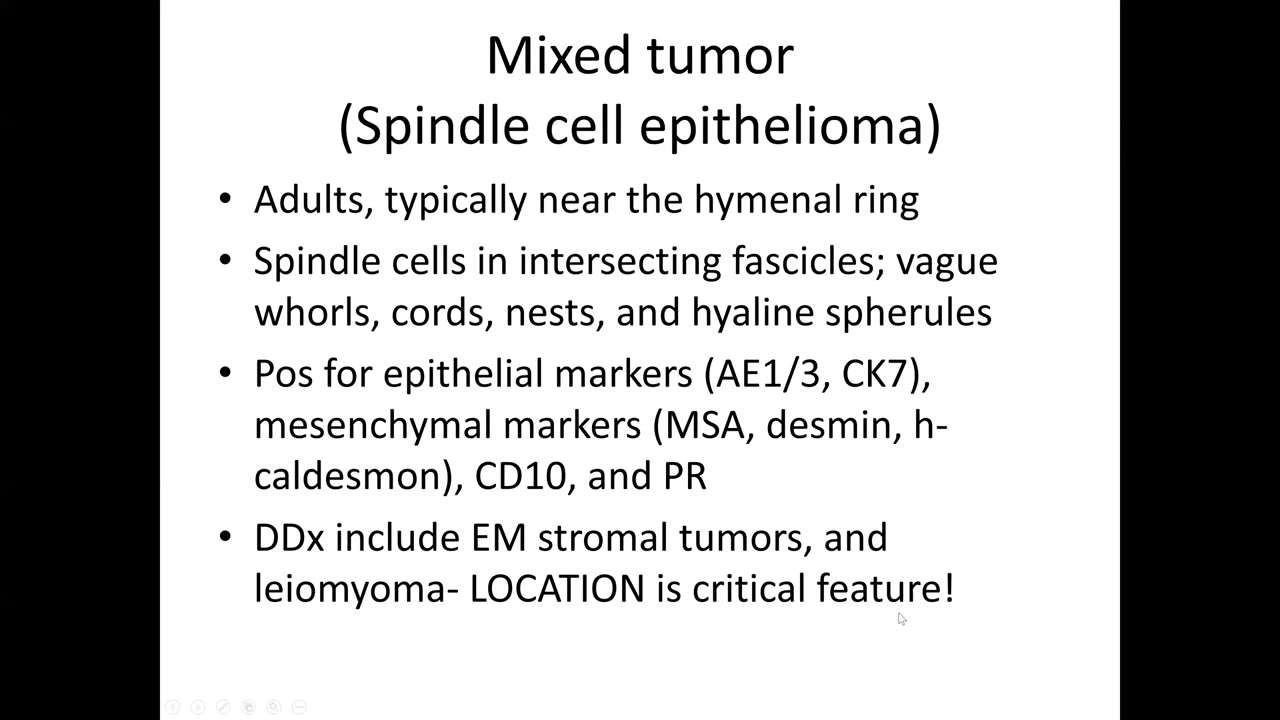 Mixed tumor
(Spindle cell epithelioma)
• Adults, typically near the hymenal ring
• Spindle cells in intersecting fascicles; vague
whorls, cords, nests, and hyaline spherules
• Pos for epithelial markers (AE1/3, CK7),
mesenchymal markers (MSA, desmin, h-
caldesmon), CD10, and PR
• DDx include EM stromal tumors, and
leiomyoma- LOCATION is critical feature!